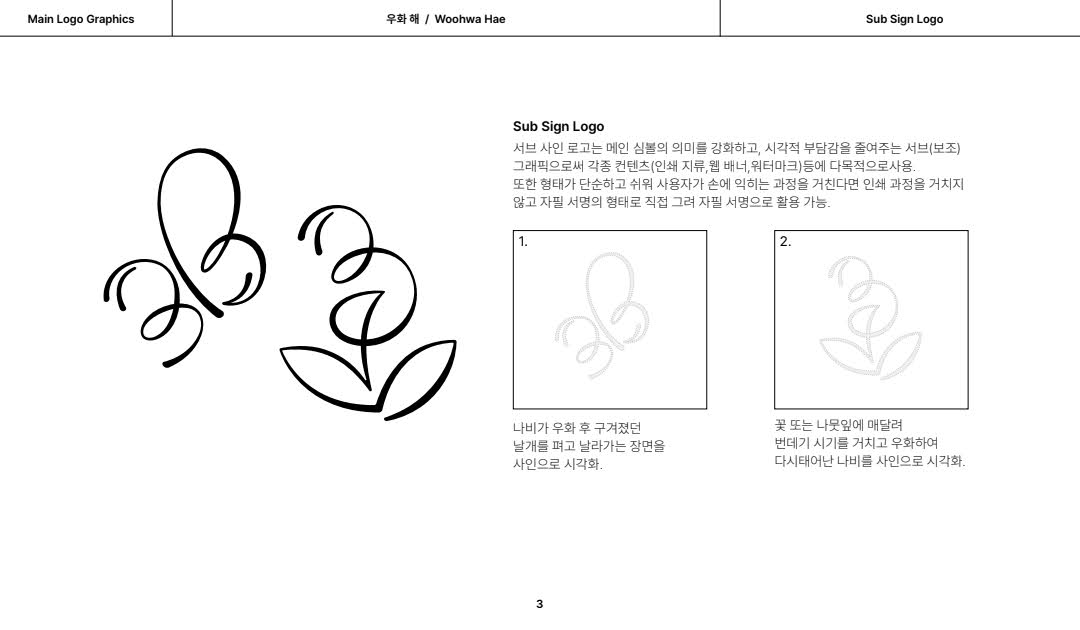 Main Logo Graphics
우화 해 / Woohwa Hae
Sub Sign Logo
Sub Sign Logo
서브 사인 로고는 메인 심볼의 의미를 강화하고, 시각적 부담감을 줄여주는 서브(보조)
그래픽으로써 각종 컨텐츠(인쇄 지류,웹 배너,워터마크)등에 다목적으로사용.
또한 형태가 단순하고 쉬워 사용자가 손에 익히는 과정을 거친다면 인쇄 과정을 거치지
않고 자필 서명의 형태로 직접 그려 자필 서명으로 활용 가능.
1.
나비가 우화 후 구겨졌던
날개를 펴고 날라가는 장면을
사인으로 시각화.
2.
꽃 또는 나뭇잎에 매달려
번데기 시기를 거치고 우화하여
다시태어난 나비를 사인으로 시각화.
3